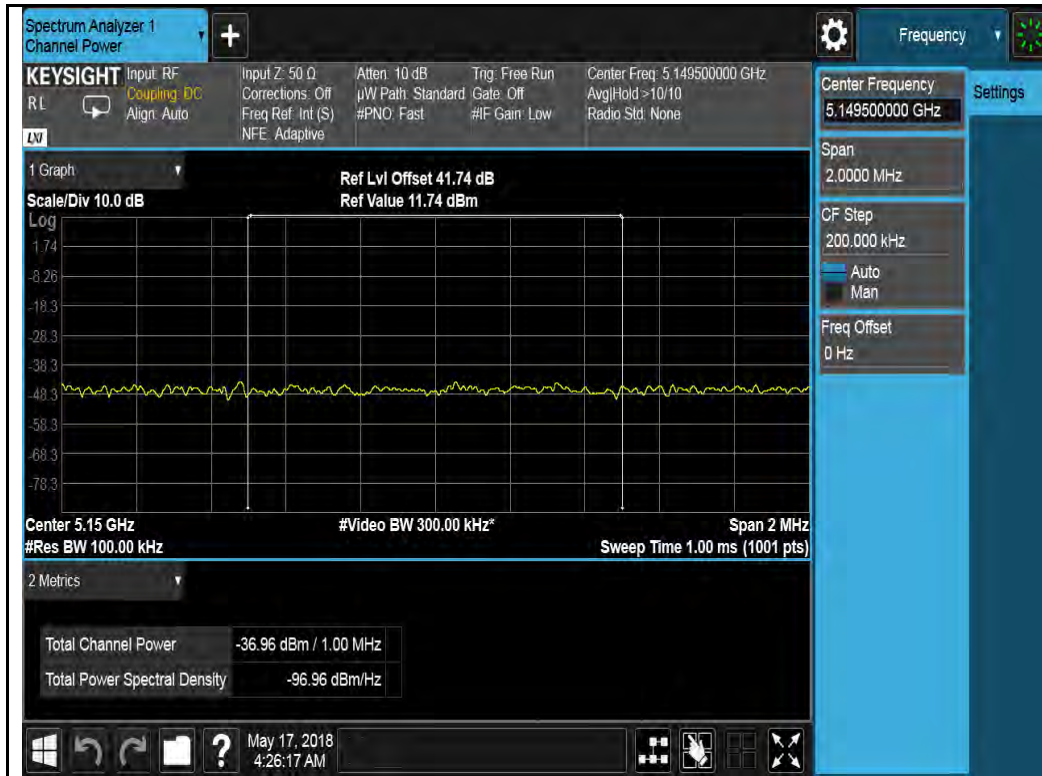 Spectrum Analyzer 1
Channel Power
+
Frequency
KEYSIGHT
RL
LXI
Input: RF
Coupling: DC
Align: Auto
Input Z: 50 Ω
Corrections: Off
Freq Ref: Int (S)
NFE: Adaptive
Atten: 10 dB
µW Path: Standard
#PNO: Fast
Trig: Free Run
Gate: Off
#IF Gain: Low
Center Freq: 5.149500000 GHz
Avg|Hold >10/10
Radio Std: None
Center Frequency
5.149500000 GHz
Settings
Span
2.0000 MHz
CF Step
200.000 kHz
Auto
Man
Freq Offset
0 Hz
1 Graph
Scale/Div 10.0 dB
Ref Lvl Offset 41.74 dB
Ref Value 11.74 dBm
Log
1.74
-8.26
-18.3
-28.3
-38.3
-48.3
-58.3
-68.3
-78.3
Center 5.15 GHz
#Video BW 300.00 kHz*
Span 2 MHz
#Res BW 100.00 kHz
Sweep Time 1.00 ms (1001 pts)
2 Metrics
Total Channel Power -36.96 dBm / 1.00 MHz
Total Power Spectral Density -96.96 dBm/Hz
?
May 17, 2018
4:26:17 AM